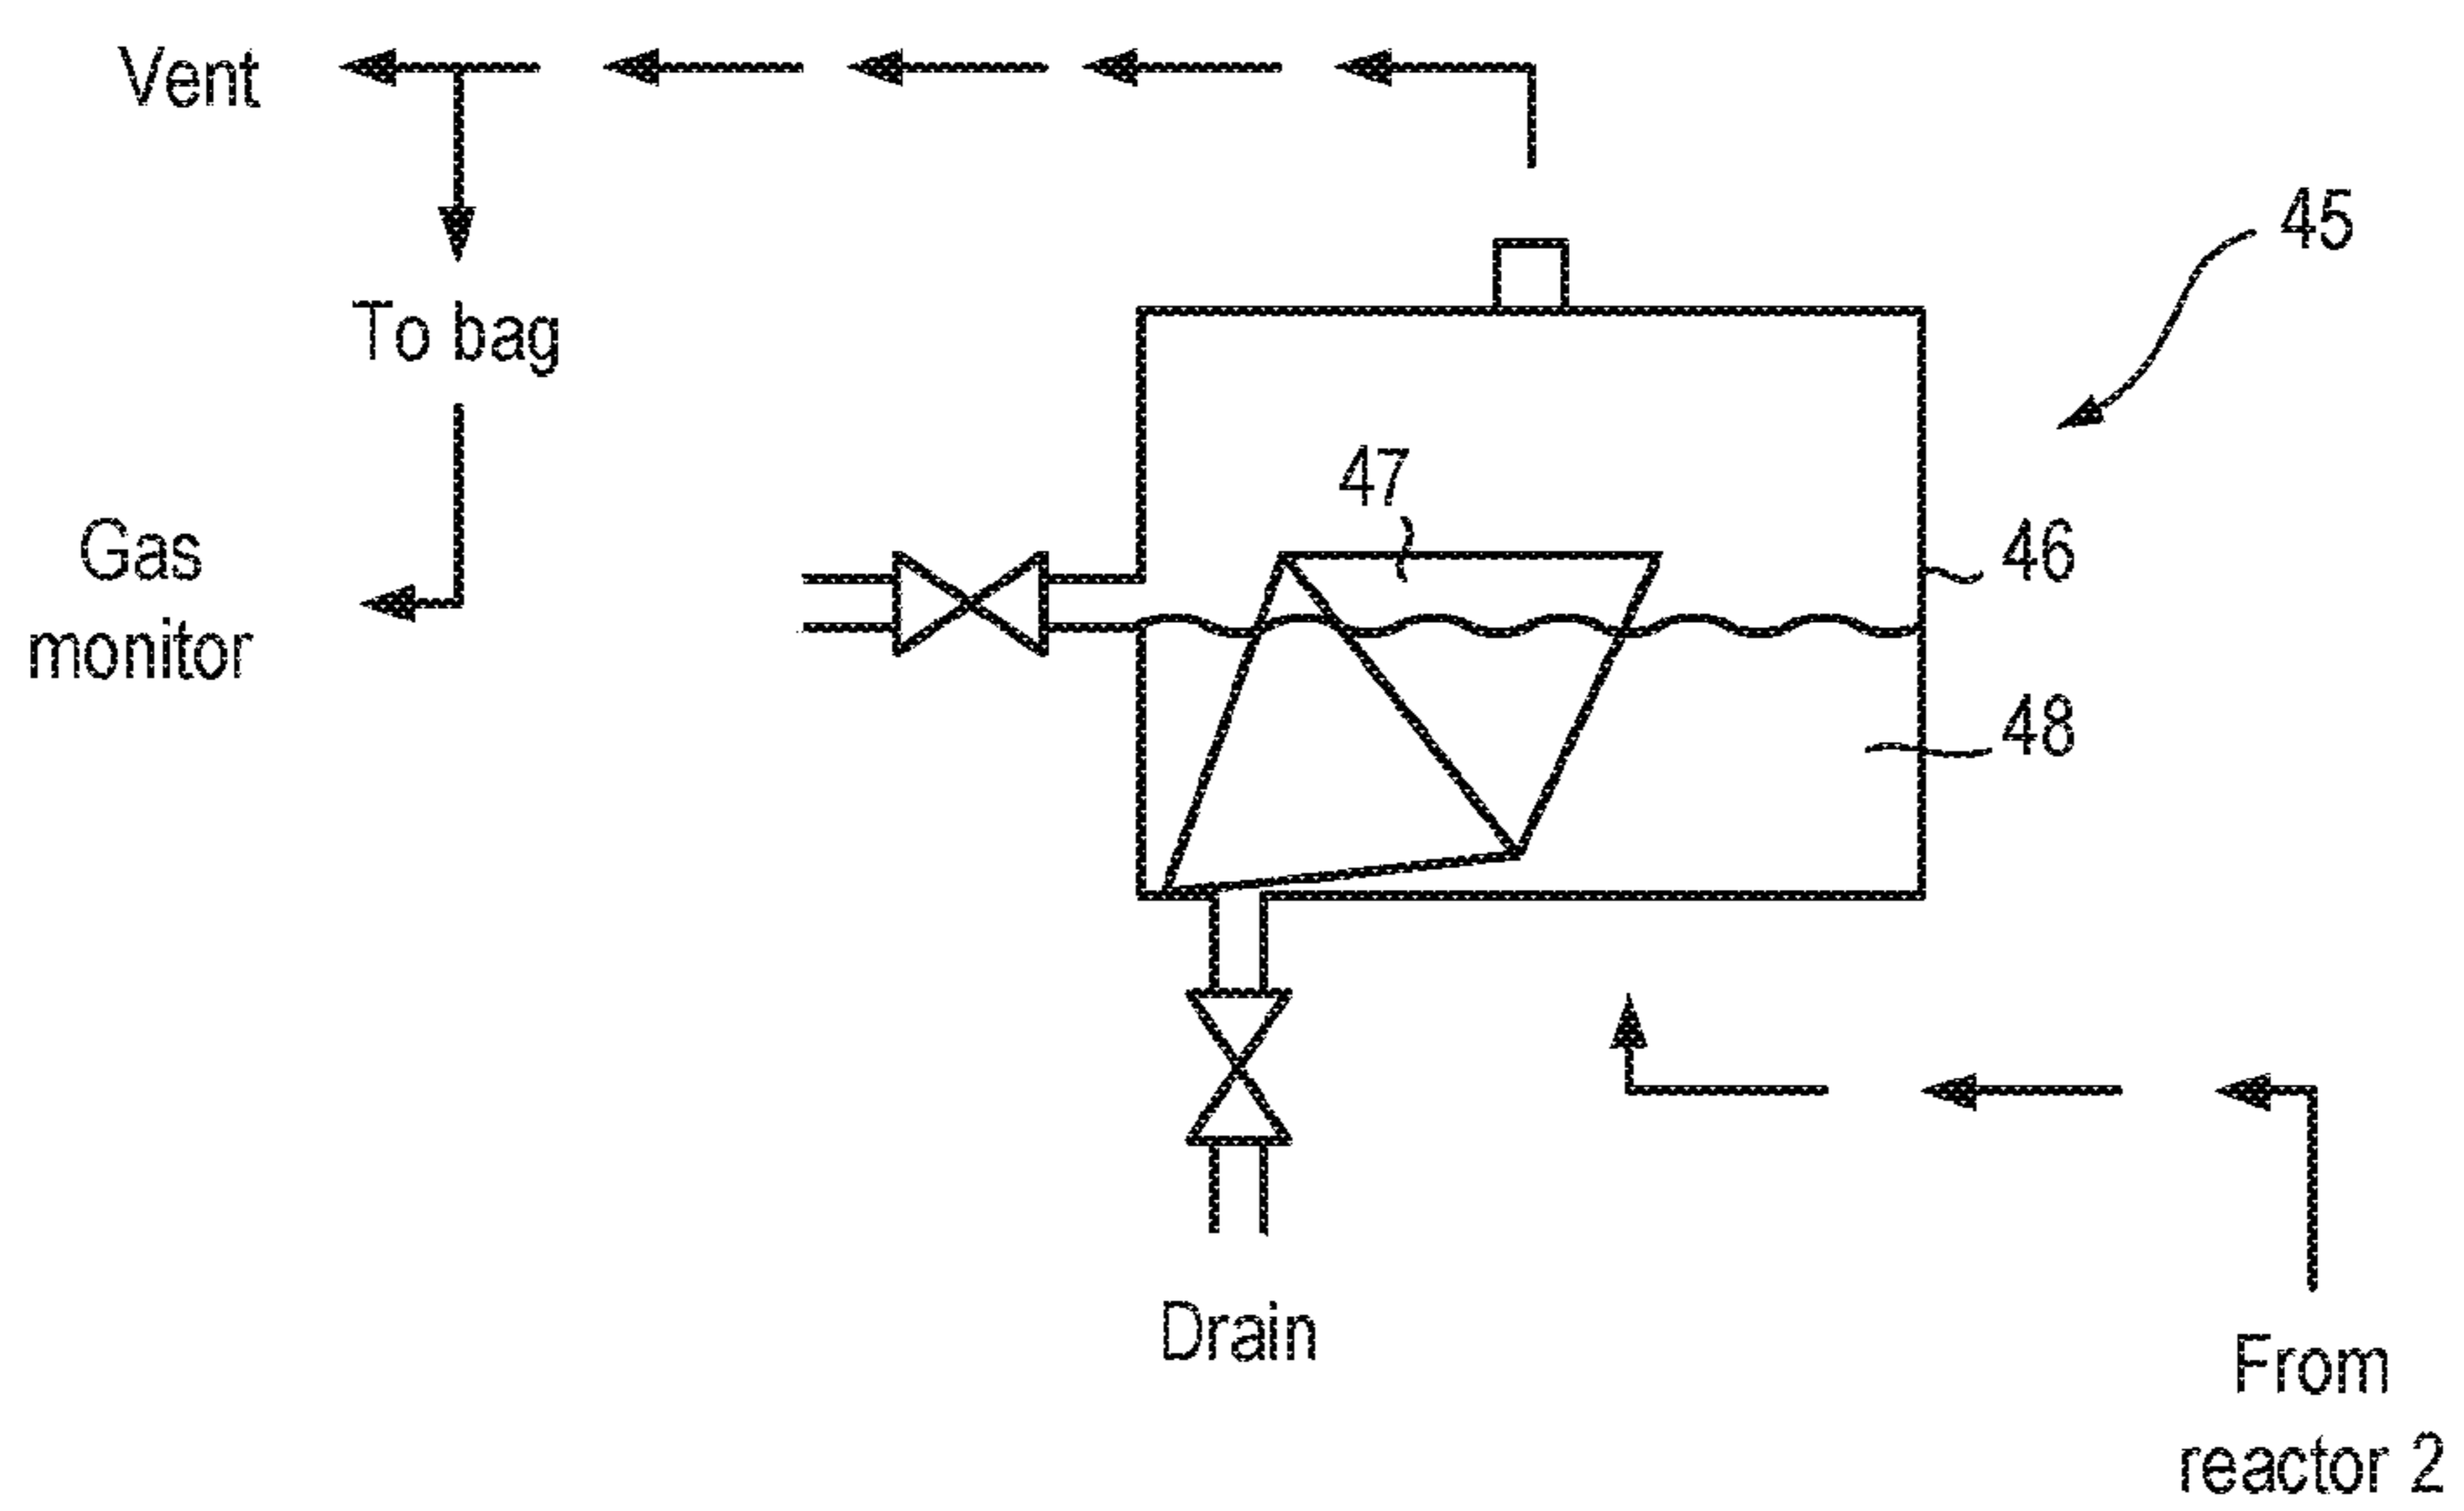 Vent
45
To bag
47
Gas
monitor
46
48
Drain
From
reactor 2